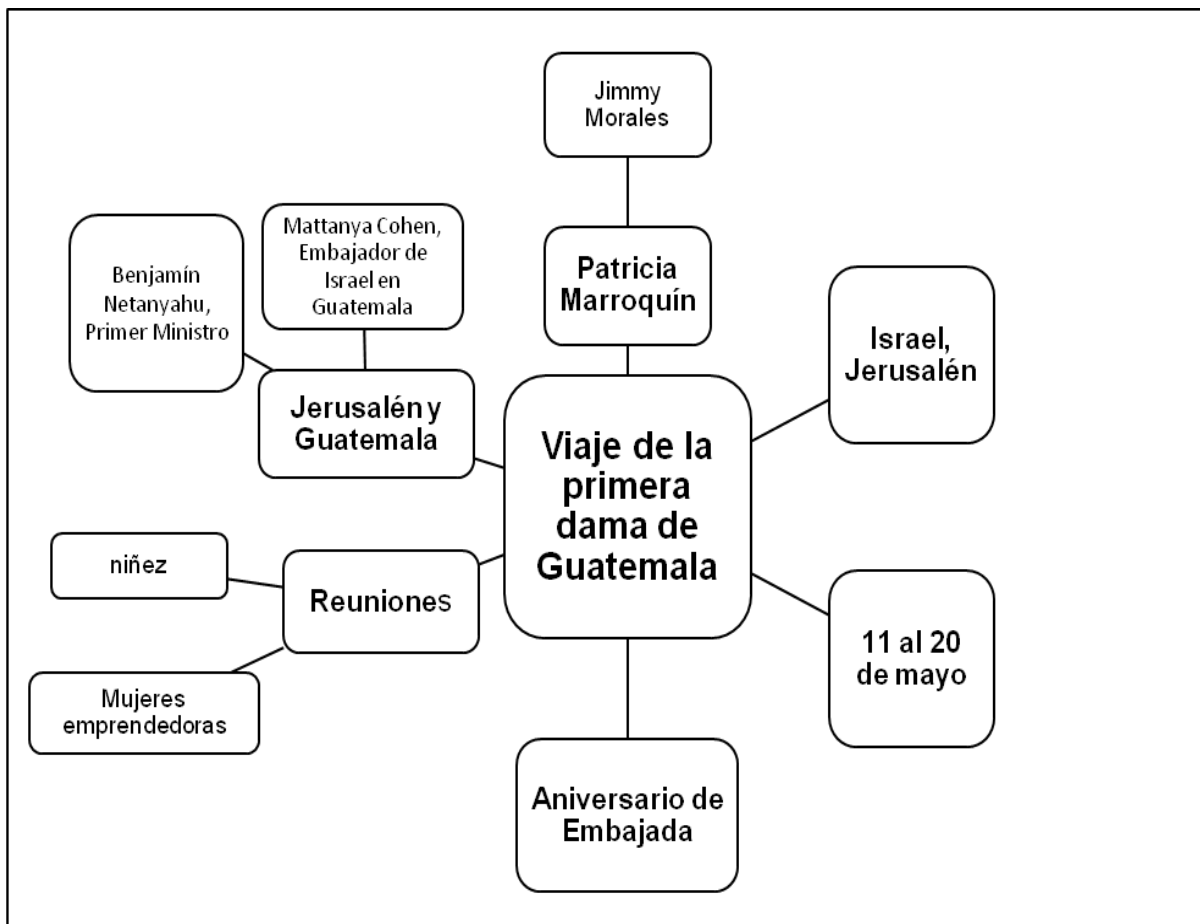 Jimmy
Morales
Patricia
Marroquín
Mattanya Cohen,
Embajador de
Israel en
Guatemala
Benjamín
Netanyahu,
Primer Ministro
Jerusalén y
Guatemala
Israel,
Jerusalén
Viaje de la
primera
dama de
Guatemala
niñez
Reuniones
Mujeres
emprendedoras
11 al 20
de mayo
Aniversario de
Embajada